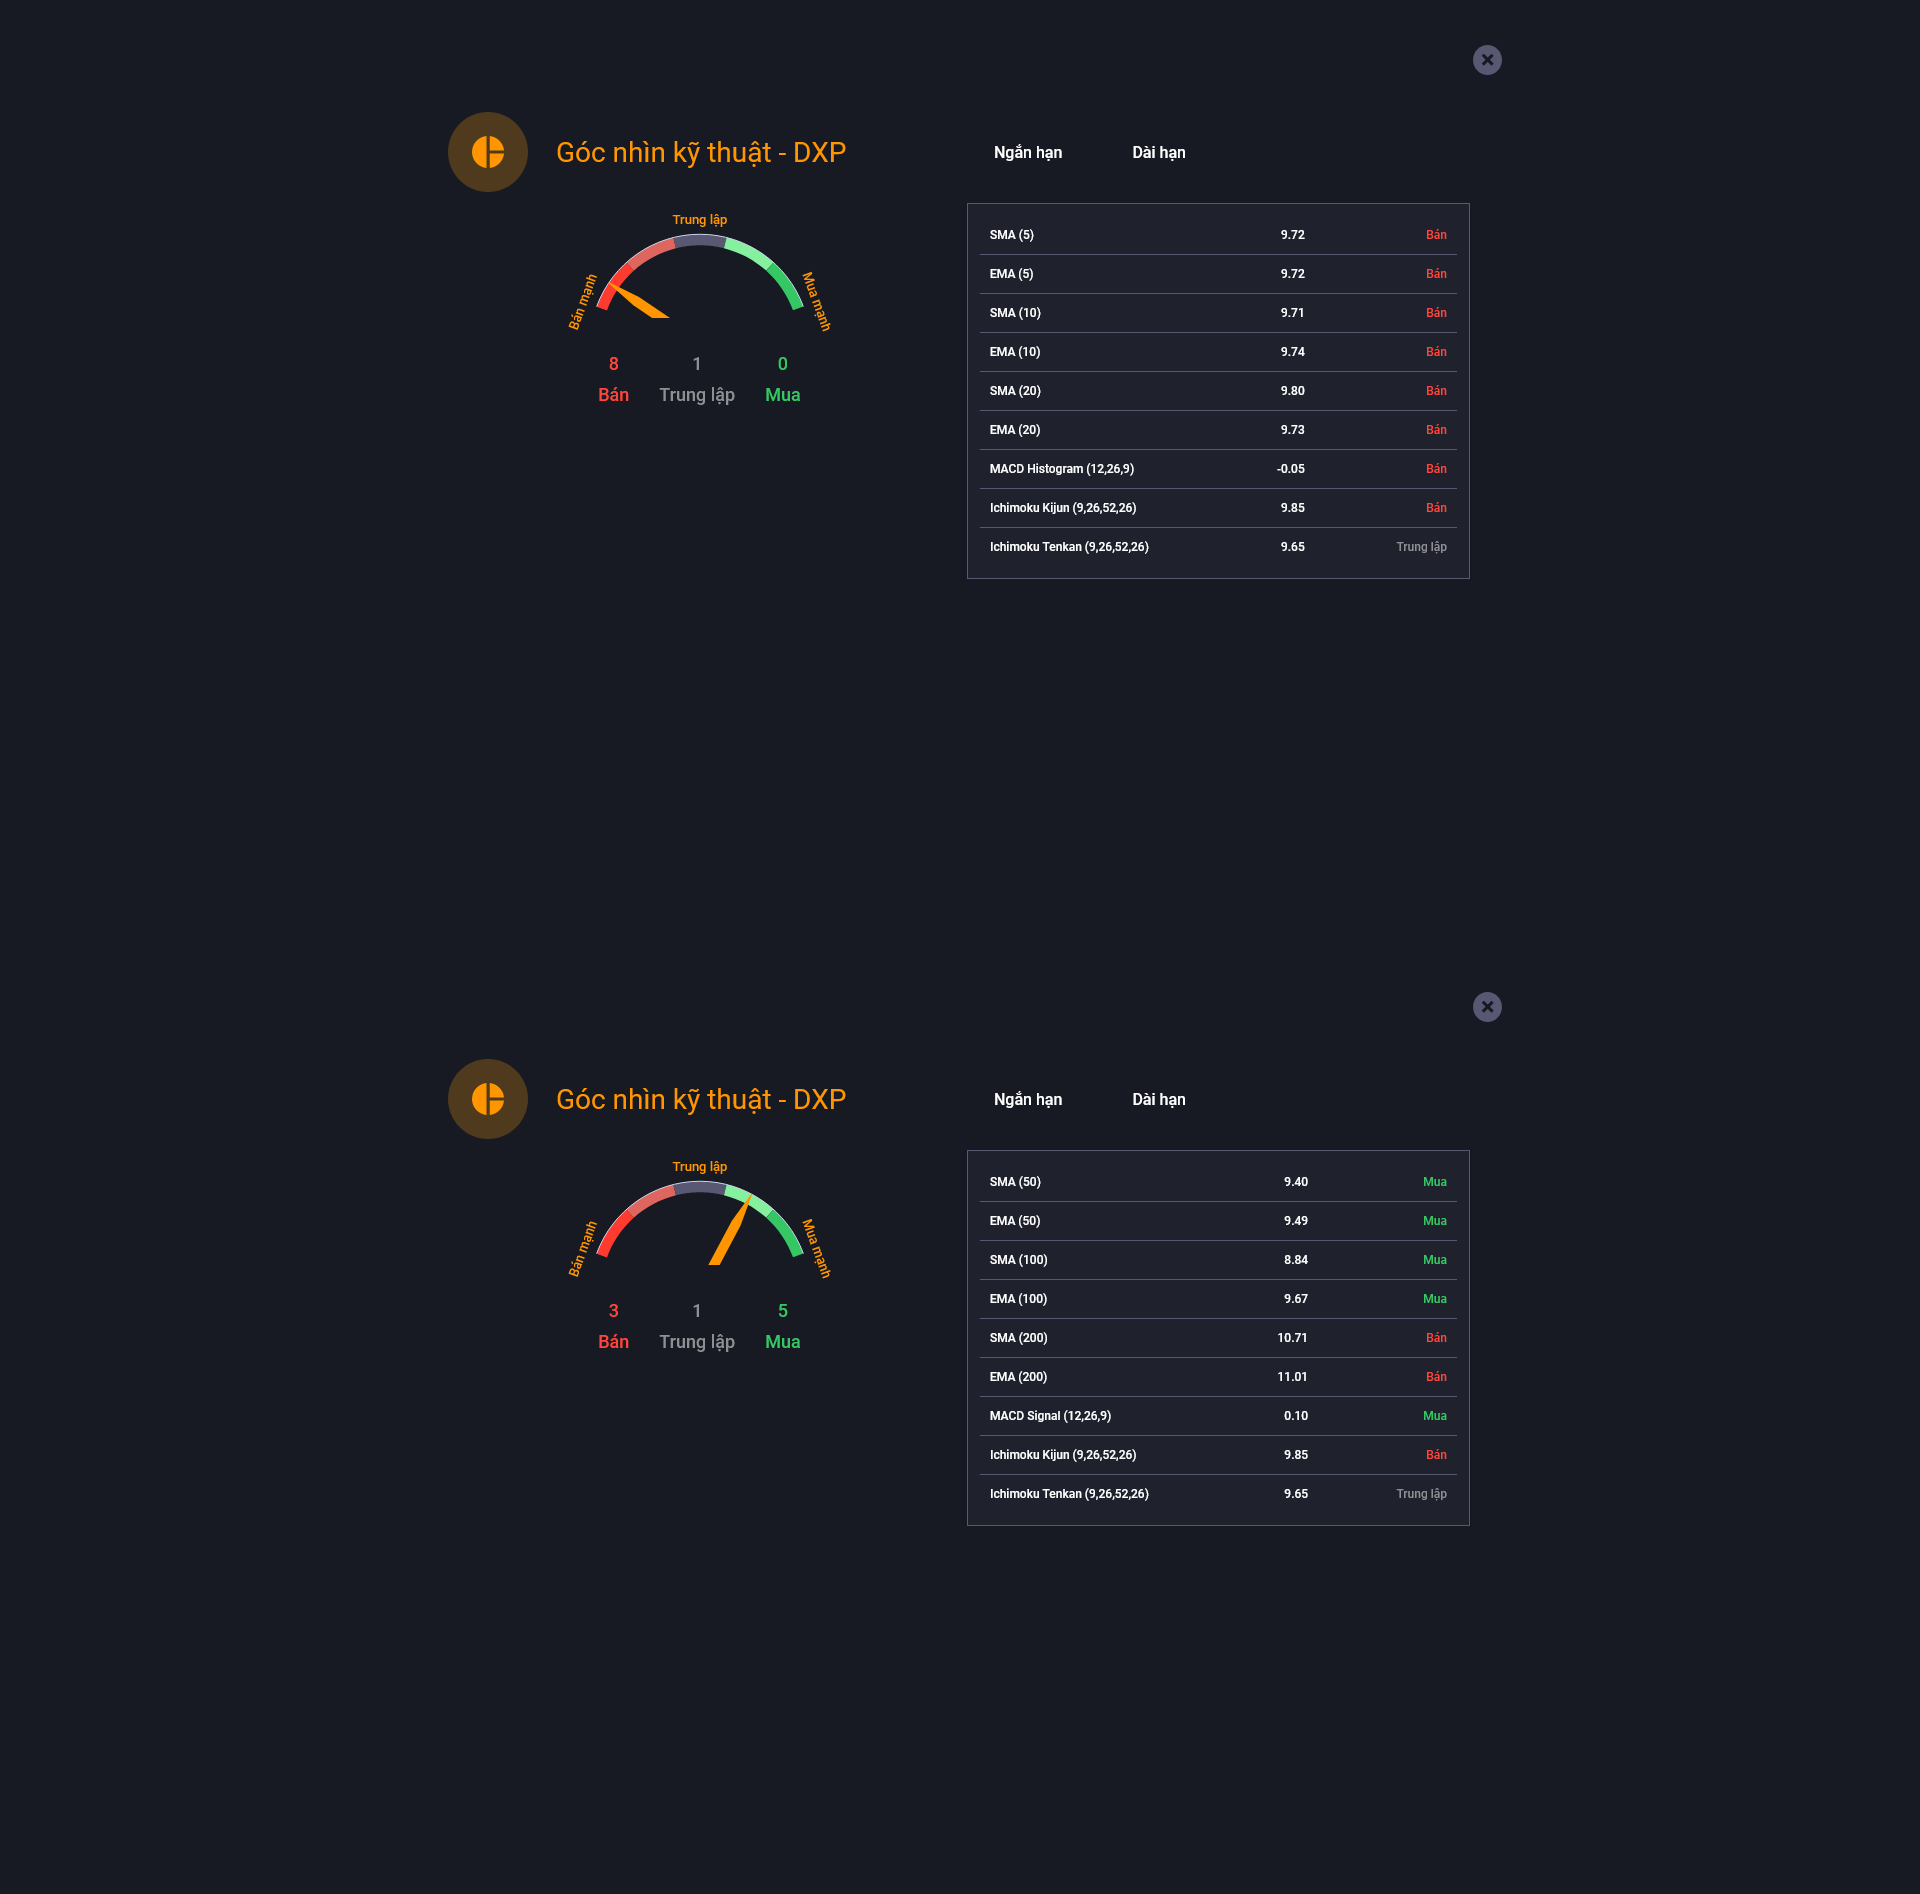 Góc nhìn kỹ thuật - DXP
Ngắn hạn Dài hạn
Trung lập
Bán mạnh
Mua mạnh
8 1 0
Bán Trung lập Mua
SMA (5) 9.72 Bán
EMA (5) 9.72 Bán
SMA (10) 9.71 Bán
EMA (10) 9.74 Bán
SMA (20) 9.80 Bán
EMA (20) 9.73 Bán
MACD Histogram (12,26,9) -0.05 Bán
Ichimoku Kijun (9,26,52,26) 9.85 Bán
Ichimoku Tenkan (9,26,52,26) 9.65 Trung lập
Góc nhìn kỹ thuật - DXP
Ngắn hạn Dài hạn
Trung lập
Bán mạnh
Mua mạnh
3 1 5
Bán Trung lập Mua
SMA (50) 9.40 Mua
EMA (50) 9.49 Mua
SMA (100) 8.84 Mua
EMA (100) 9.67 Mua
SMA (200) 10.71 Bán
EMA (200) 11.01 Bán
MACD Signal (12,26,9) 0.10 Mua
Ichimoku Kijun (9,26,52,26) 9.85 Bán
Ichimoku Tenkan (9,26,52,26) 9.65 Trung lập